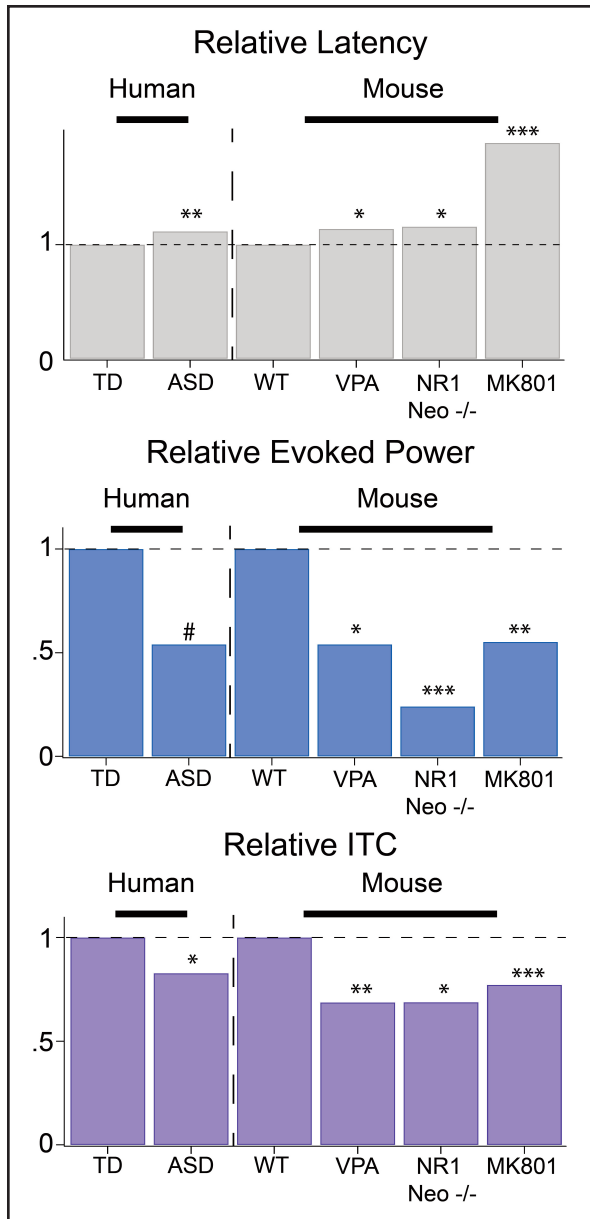 Relative Latency
Human Mouse
***
** * *
1
0
TD ASD WT VPA NR1 MK801
Neo -/-
Relative Evoked Power
Human Mouse
1
# * **
.5
***
0
TD ASD WT VPA NR1 MK801
Neo -/-
Relative ITC
Human Mouse
1
* ** * ***
.5
0
TD ASD WT VPA NR1 MK801
Neo -/-